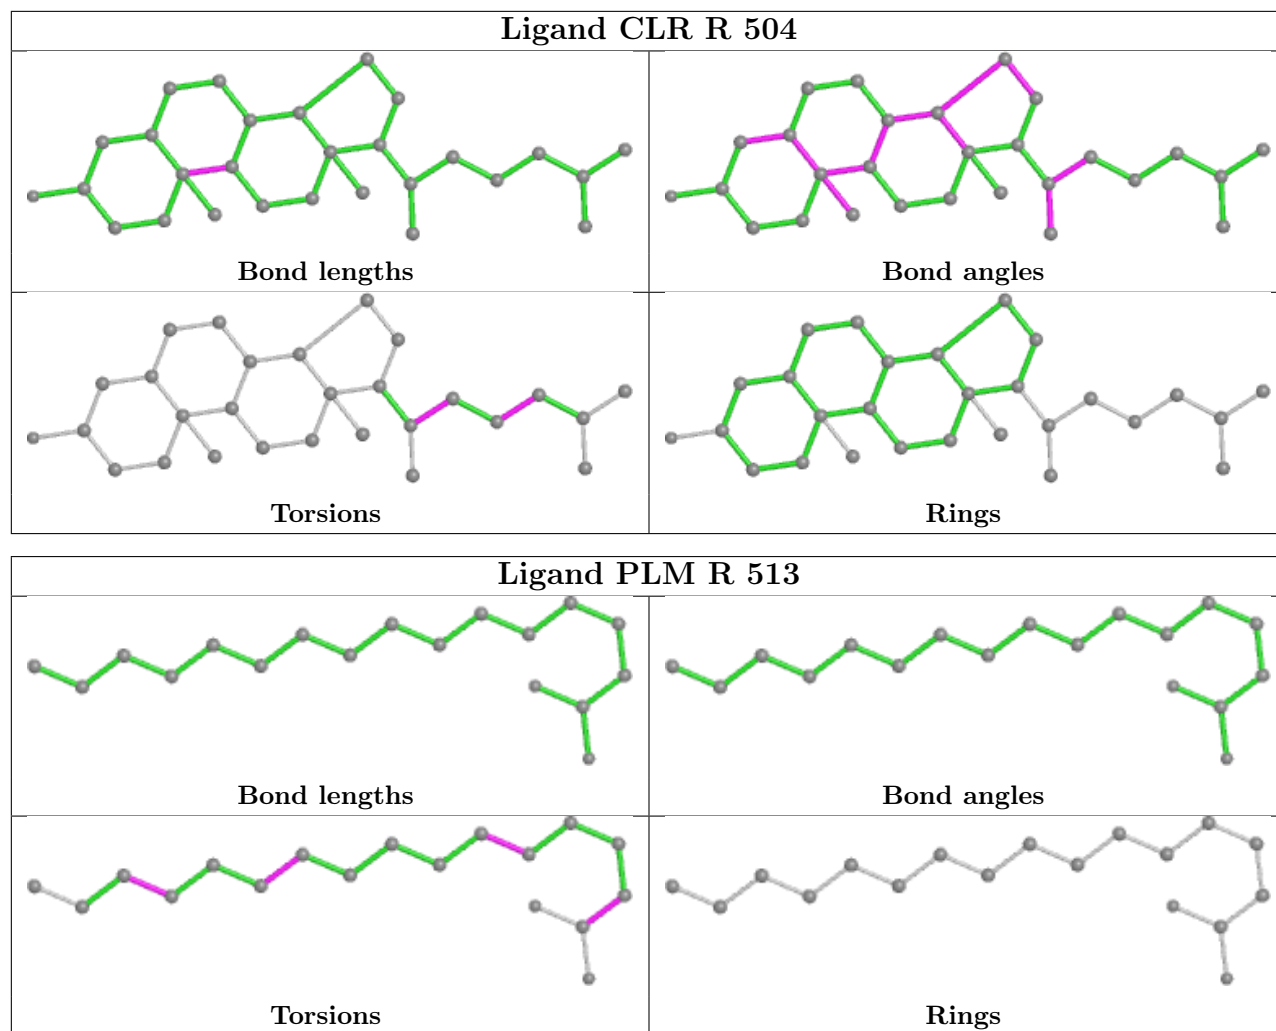 Ligand CLR R 504
Bond lengths
Bond angles
Torsions
Rings
Ligand PLM R 513
Bond lengths
Bond angles
Torsions
Rings